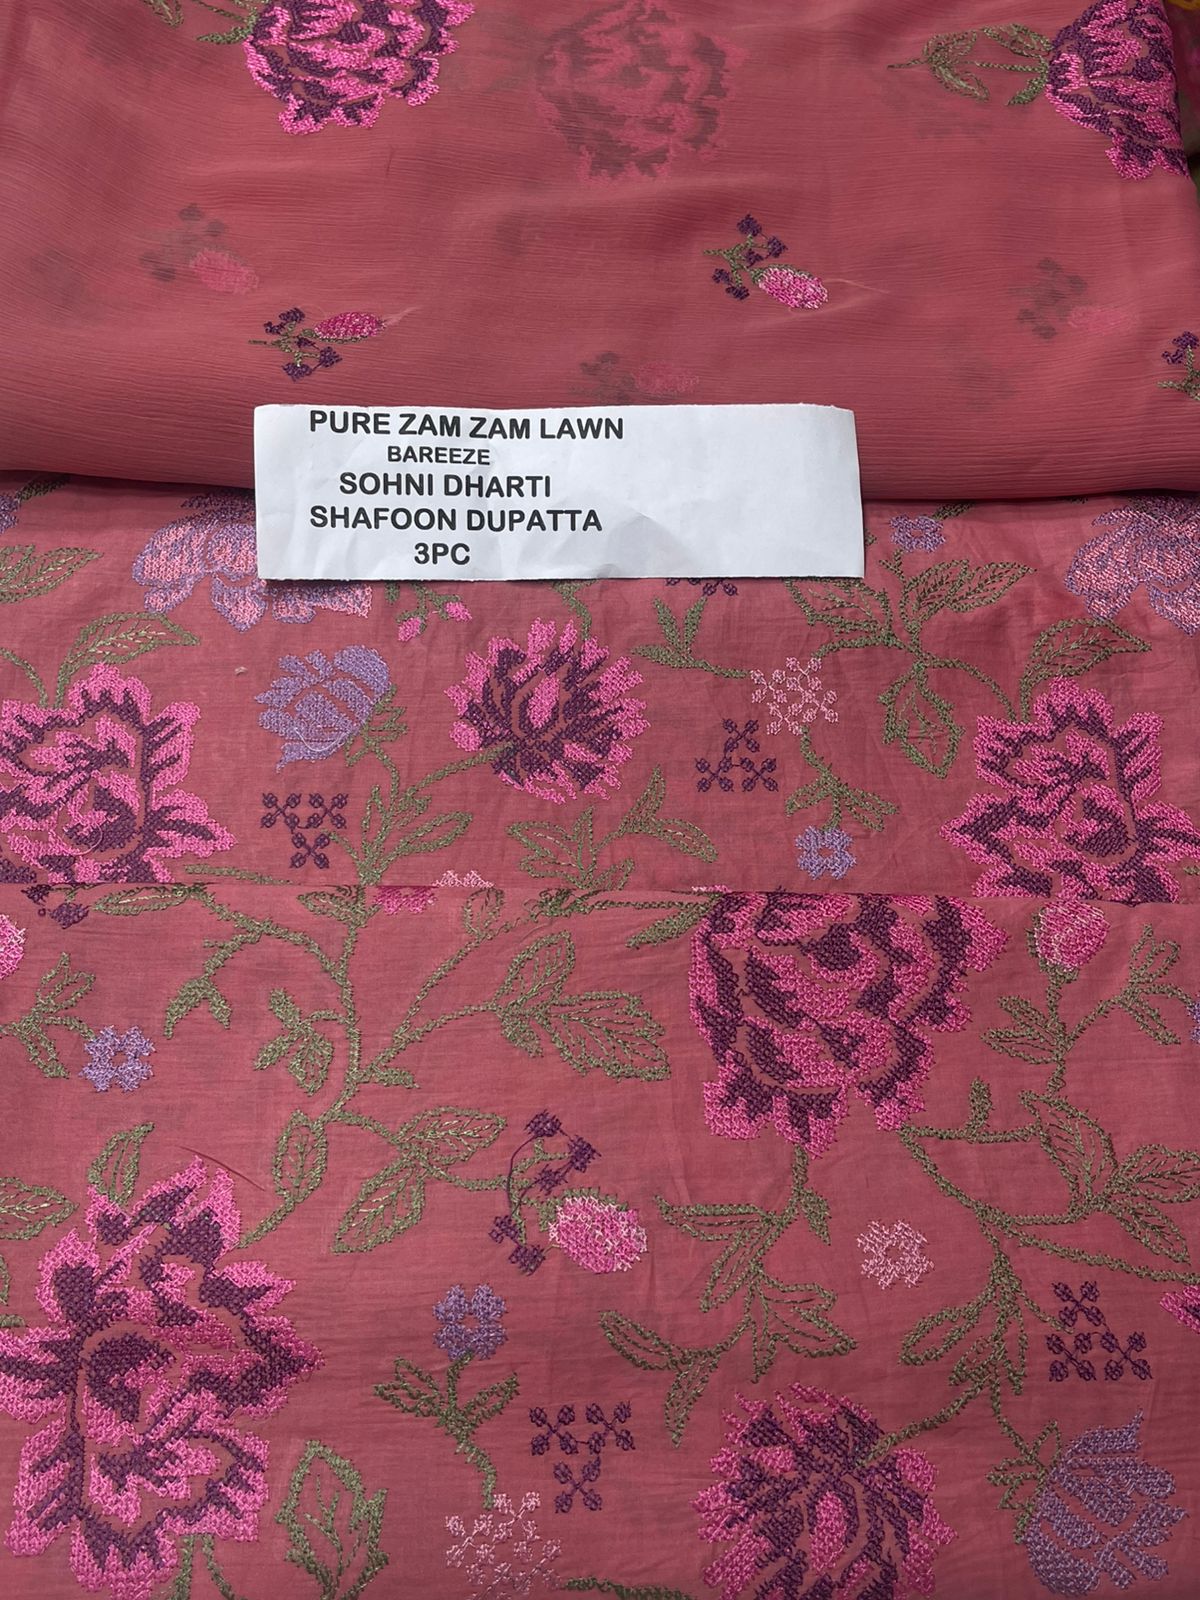 PURE ZAM ZAM LAWN
BAREEZE
SOHNI DHARTI
SHAFOON DUPATTA
3PC